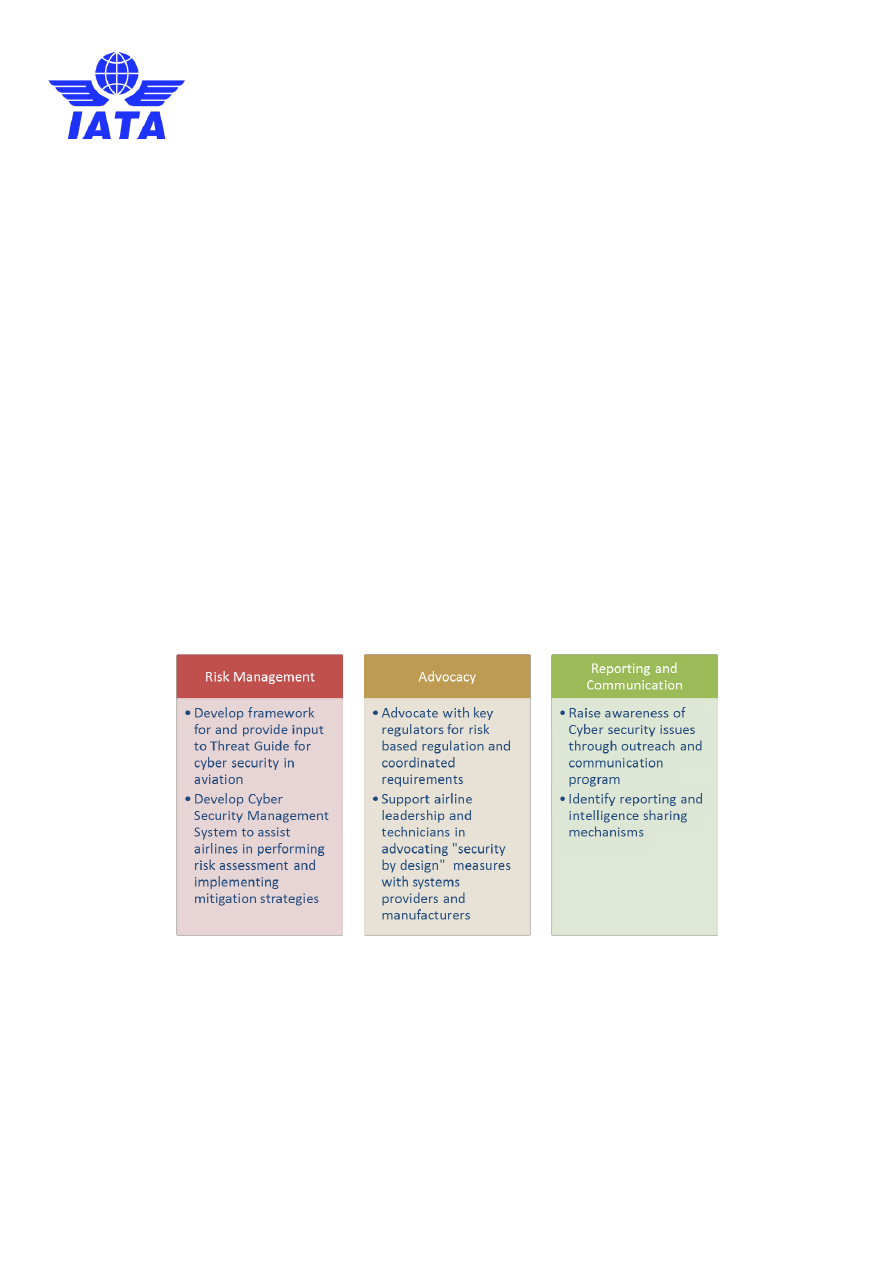 IATA
Risk Management
• Develop framework
for and provide input
to Threat Guide for
cyber security in
aviation
• Develop Cyber
Security Management
System to assist
airlines in performing
risk assessment and
implementing
mitigation strategies
Advocacy
• Advocate with key
regulators for risk
based regulation and
coordinated
requirements
• Support airline
leadership and
technicians in
advocating "security
by design"  measures
with systems
providers and
manufacturers
Reporting and
Communication
• Raise awareness of
Cyber security issues
through outreach and
communication
program
• Identify reporting and
intelligence sharing
mechanisms